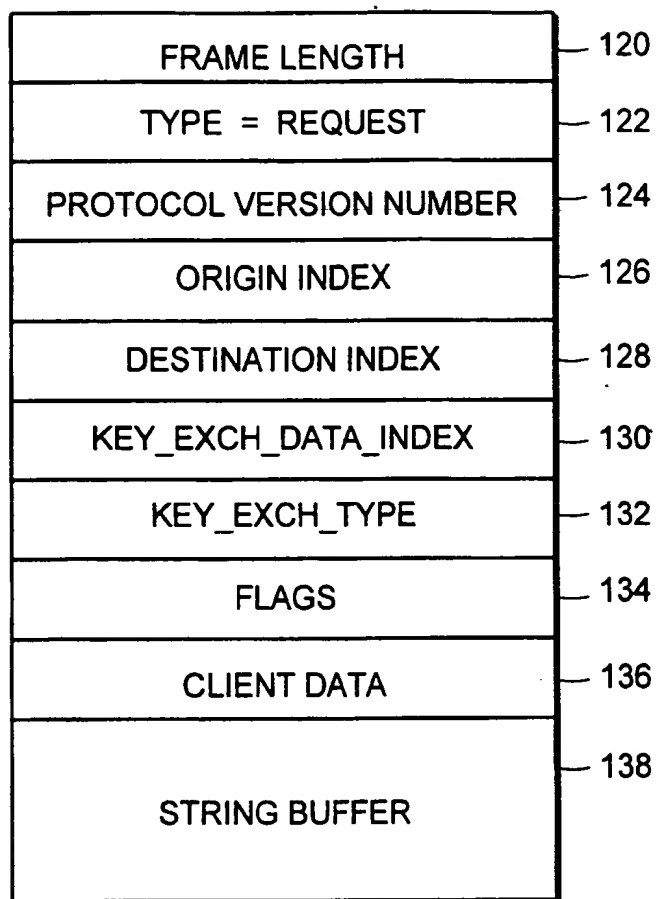 FRAME LENGTH 120
TYPE = REQUEST 122
PROTOCOL VERSION NUMBER 124
ORIGIN INDEX 126
DESTINATION INDEX 128
KEY_EXCH_DATA_INDEX 130
KEY_EXCH_TYPE 132
FLAGS 134
CLIENT DATA 136
138
STRING BUFFER